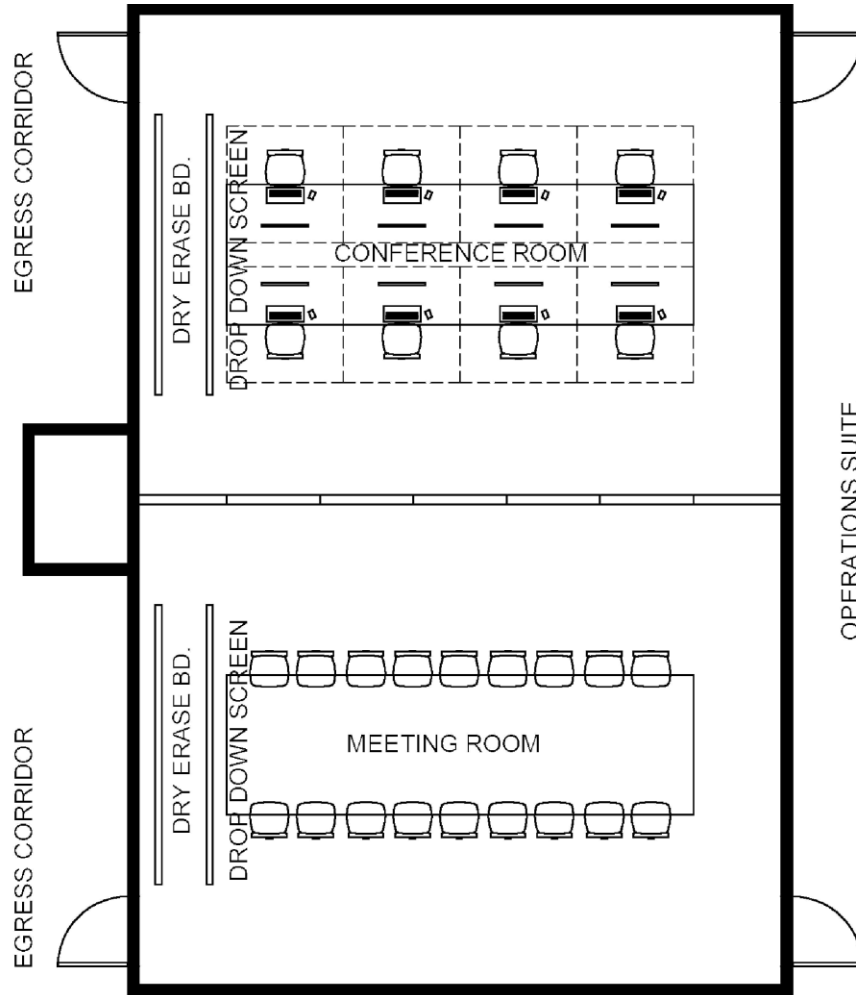 EGRESS CORRIDOR
DRY ERASE BD.
DROP DOWN SCREEN
CONFERENCE ROOM
OPERATIONS SUITE
EGRESS CORRIDOR
DRY ERASE BD.
DROP DOWN SCREEN
MEETING ROOM